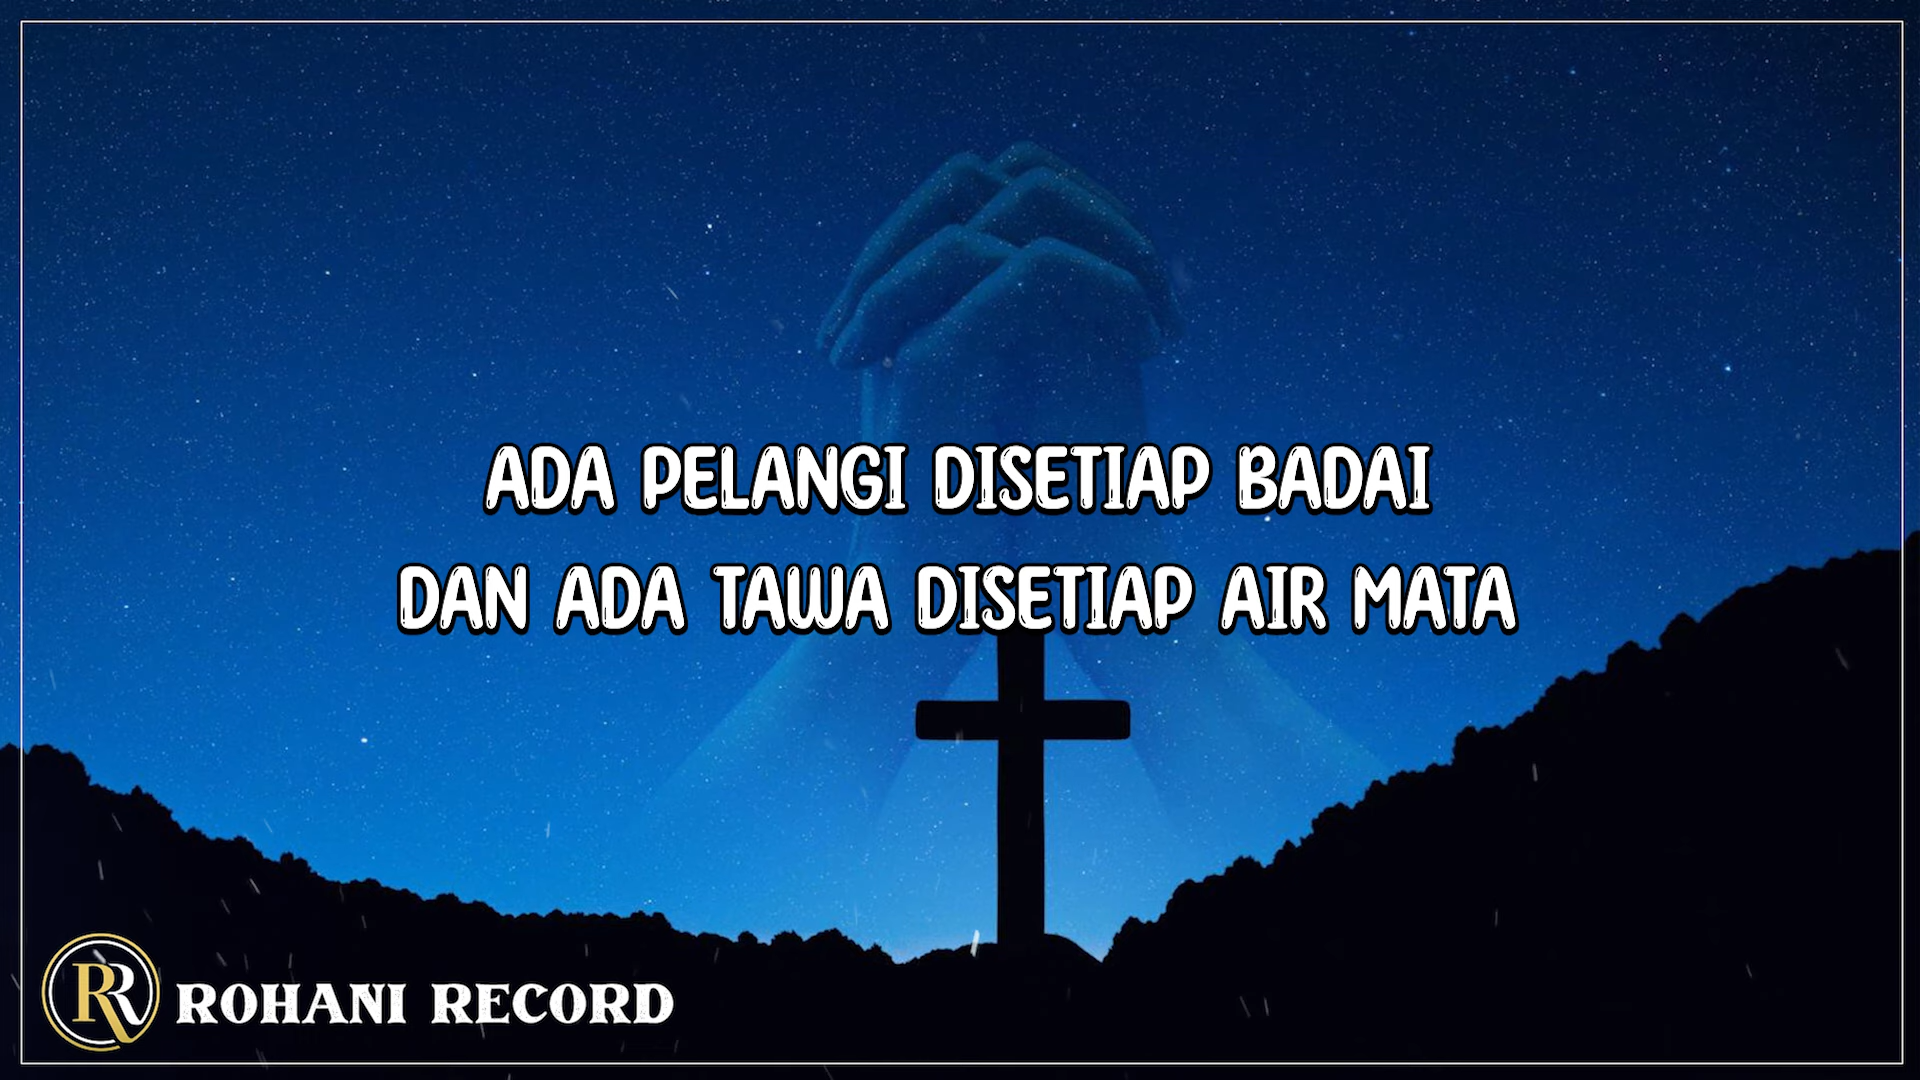 ADA PELANGI DISETIAP BADAI
DAN ADA TAWA DISETIAP AIR MATA
RR ROHANI RECORD